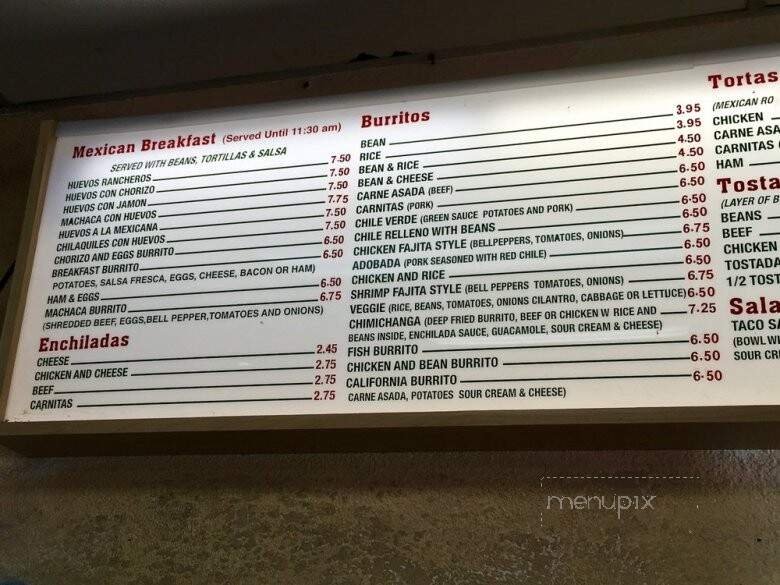 Mexican Breakfast (Served Until 11:30 am)
SERVED WITH BEANS, TORTILLAS & SALSA
HUEVOS RANCHEROS 7.50
HUEVOS CON CHORIZO 7.50
HUEVOS CON JAMON 7.50
MACHACA CON HUEVOS 7.75
HUEVOS A LA MEXICANA 7.50
CHILAQUILES CON HUEVOS 7.50
CHORIZO AND EGGS BURRITO 6.50
BREAKFAST BURRITO 6.50
POTATOES, SALSA FRESCA, EGGS, CHEESE, BACON OR HAM)
HAM & EGGS 6.50
MACHACA BURRITO 6.75
(SHREDDED BEEF, EGGS,BELL PEPPER,TOMATOES AND ONIONS)
Enchiladas
CHEESE 2.45
CHICKEN AND CHEESE 2.75
BEEF 2.75
CARNITAS 2.75
Burritos
BEAN 3.95
RICE 3.95
BEAN & RICE 4.50
BEAN & CHEESE 4.50
CARNE ASADA (BEEF) 6.50
CARNITAS (PORK) 6.50
CHILE VERDE (GREEN SAUCE POTATOES AND PORK) 6.50
CHILE RELLENO WITH BEANS 6.50
CHICKEN FAJITA STYLE (BELLPEPPERS, TOMATOES, ONIONS) 6.75
ADOBADA (PORK SEASONED WITH RED CHILE) 6.50
CHICKEN AND RICE 6.50
SHRIMP FAJITA STYLE (BELL PEPPERS TOMATOES, ONIONS) 6.75
VEGGIE (RICE, BEANS, TOMATOES, ONIONS CILANTRO, CABBAGE OR LETTUCE) 6.50
CHIMICHANGA (DEEP FRIED BURRITO, BEEF OR CHICKEN W RICE AND 7.25
BEANS INSIDE, ENCHILADA SAUCE, GUACAMOLE, SOUR CREAM & CHEESE)
FISH BURRITO 6.50
CHICKEN AND BEAN BURRITO 6.50
CALIFORNIA BURRITO 6.50
CARNE ASADA, POTATOES SOUR CREAM & CHEESE)
Tortas
(MEXICAN RO
CHICKEN
CARNE ASA
CARNITAS (
HAM
Tosta
(LAYER OF B
BEANS
BEEF
CHICKEN
TOSTADA
1/2 TOST
Sala
TACO SA
(BOWL WI
SOUR CR
menupix